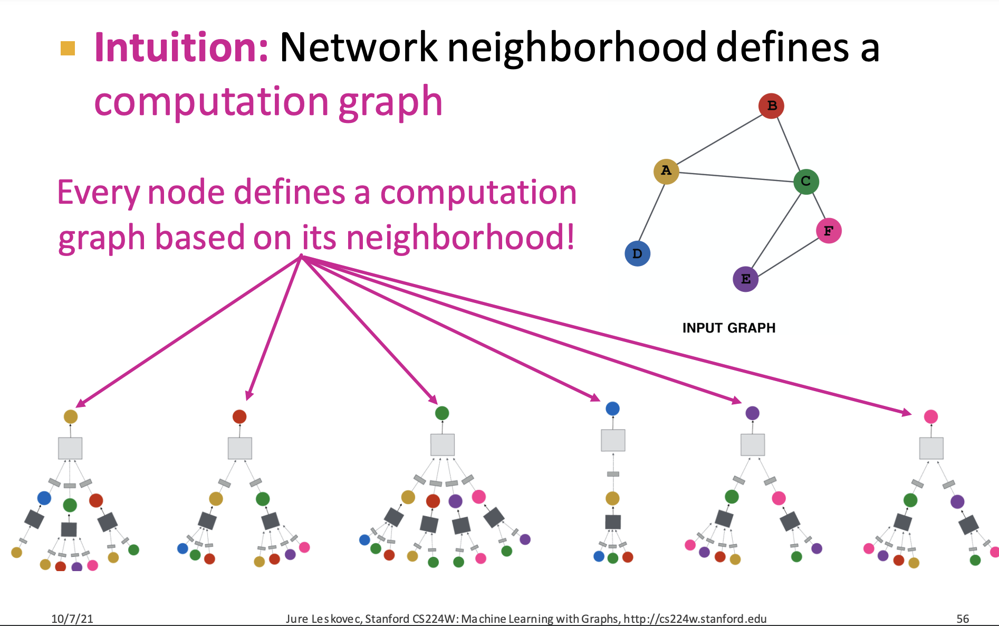 Intuition: Network neighborhood defines a
computation graph
Every node defines a computation
graph based on its neighborhood!
B
A
C
F
D
E
INPUT GRAPH
10/7/21
Jure Leskovec, Stanford CS224W: Machine Learning with Graphs, http://cs224w.stanford.edu
56